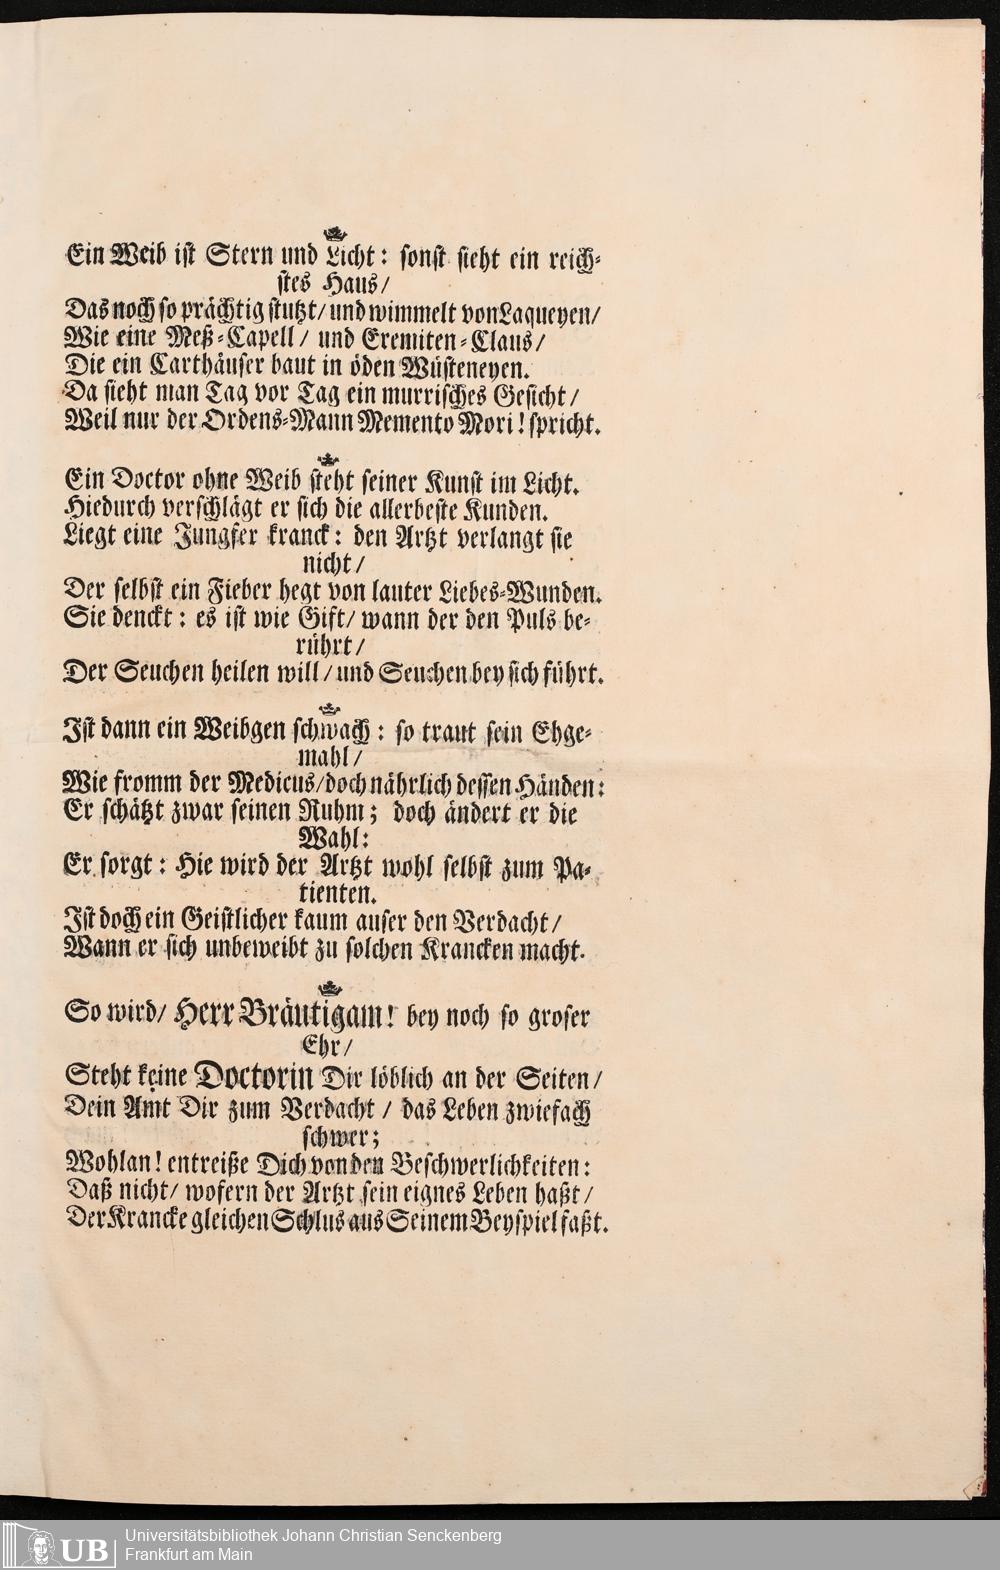 Ein Weib ist Stern und Licht: sonst sieht ein reich-
stes Haus/
Das noch so prächtig stutzt/ und wimmelt von Laqueyen/
Wie eine Meß-Capell/ und Eremiten-Claus/
Die ein Carthäuser baut in öden Wüsteneyen.
Da sieht man Tag vor Tag ein murrisches Gesicht/
Weil nur der Ordens-Mann Memento Mori! spricht.
Ein Doctor ohne Weib steht seiner Kunst im Licht.
Hiedurch verschlägt er sich die allerbeste Kunden.
Liegt eine Jungfer kranck: den Artzt verlangt sie
nicht/
Der selbst ein Fieber hegt von lauter Liebes-Wunden.
Sie denckt: es ist wie Gift/ wann der den Puls be-
rührt/
Der Seuchen heilen will/ und Seuchen bey sich führt.
Ist dann ein Weibgen schwach: so traut sein Ehge-
mahl/
Wie fromm der Medicus/ doch nährlich dessen Händen:
Er schätzt zwar seinen Ruhm; doch ändert er die
Wahl:
Er sorgt: Hie wird der Artzt wohl selbst zum Pa-
tienten.
Ist doch ein Geistlicher kaum auser den Verdacht/
Wann er sich unbeweibt zu solchen Krancken macht.
So wird/ Herr Bräutigam! bey noch so groser
Ehr/
Steht keine Doctorin Dir löblich an der Seiten/
Dein Amt Dir zum Verdacht/ das Leben zwiefach
schwer;
Wohlan! entreiße Dich von den Beschwerlichkeiten:
Daß nicht/ wofern der Artzt sein eignes Leben haßt/
Der Krancke gleichen Schlus aus Seinem Beyspiel faßt.
UB
Universitätsbibliothek Johann Christian Senckenberg
Frankfurt am Main